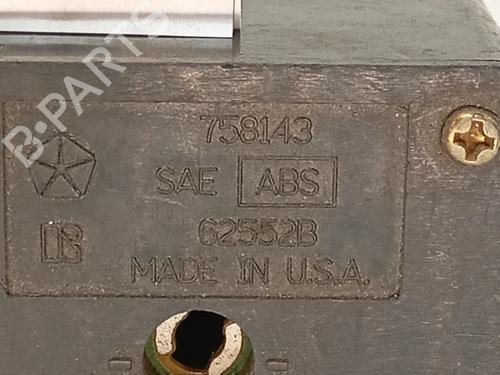 B-PARTS
758143
SAE ABS
62552B
MADE IN U.S.A.